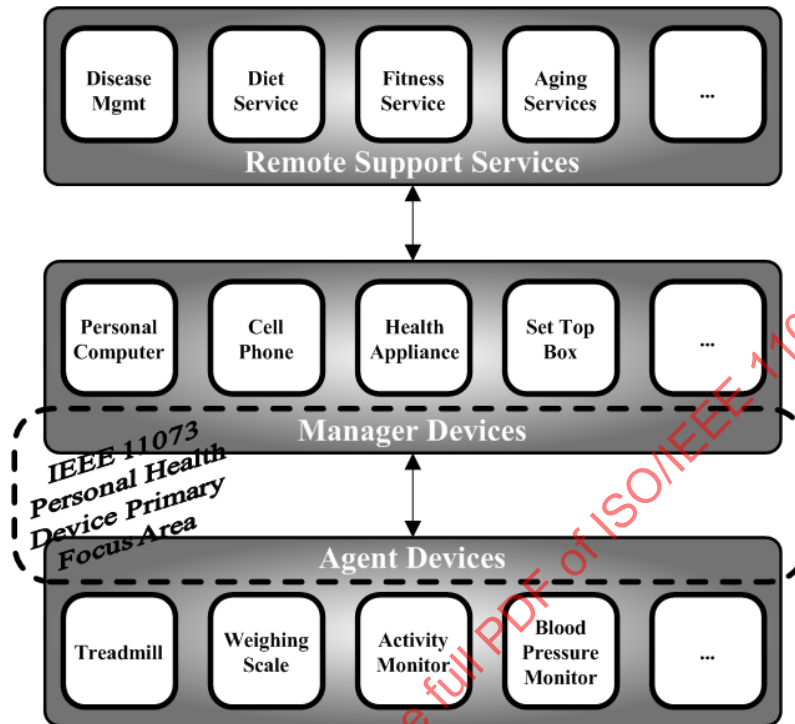 Disease
Mgmt
Diet
Service
Fitness
Service
Aging
Services
...
Remote Support Services
Personal
Computer
Cell
Phone
Health
Appliance
Set Top
Box
...
Manager Devices
IEEE 11073
Personal Health
Device Primary
Focus Area
Agent Devices
Treadmill
Weighing
Scale
Activity
Monitor
Blood
Pressure
Monitor
...
full PDF of ISO/IEEE